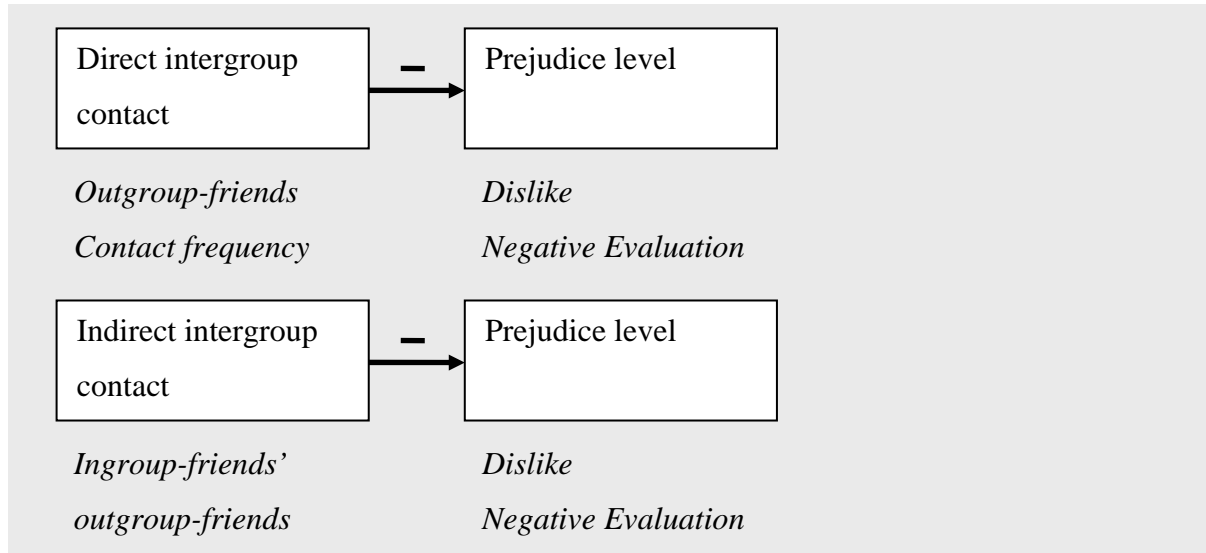 Direct intergroup
contact
–
Prejudice level
Outgroup-friends
Contact frequency
Dislike
Negative Evaluation
Indirect intergroup
contact
–
Prejudice level
Ingroup-friends’
outgroup-friends
Dislike
Negative Evaluation